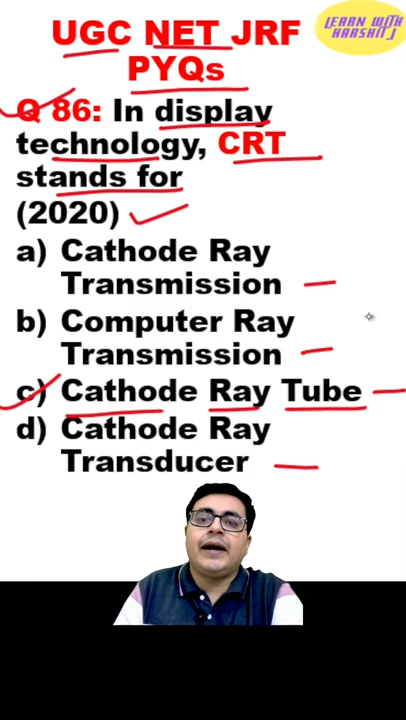 UGC NET JRF
PYQs
LEARN WITH
HARSHIT J
Q 86: In display
technology, CRT
stands for
(2020)
a) Cathode Ray
Transmission
b) Computer Ray
Transmission
c) Cathode Ray Tube
d) Cathode Ray
Transducer